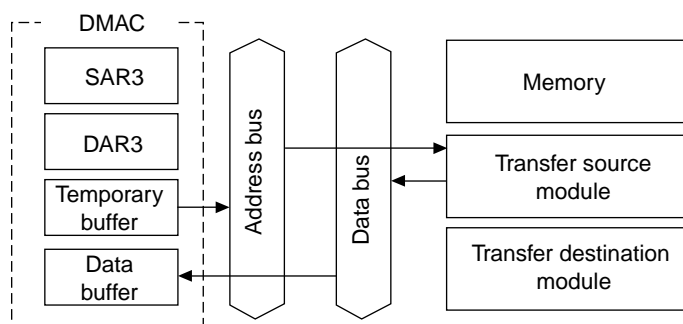 DMAC
SAR3
DAR3
Temporary
buffer
Data
buffer
Address bus
Data bus
Memory
Transfer source
module
Transfer destination
module